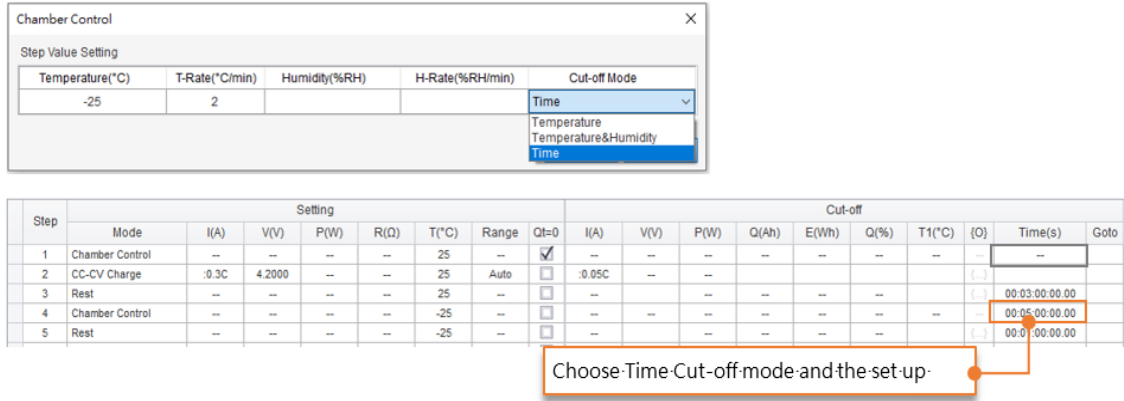 Chamber Control ×
Step Value Setting
Temperature(°C) T-Rate(°C/min) Humidity(%RH) H-Rate(%RH/min) Cut-off Mode
-25 2 Time
Temperature
Temperature&Humidity
Time
Step Setting Cut-off
Mode I(A) V(V) P(W) R(Ω) T(°C) Range Qt=0 I(A) V(V) P(W) Q(Ah) E(Wh) Q(%) T1(°C) {O} Time(s) Goto
1 Chamber Control -- -- -- -- 25 -- -- -- -- -- -- -- -- -- --
2 CC-CV Charge :0.3C 4.2000 -- -- 25 Auto :0.05C -- -- {...}
3 Rest -- -- -- -- 25 -- -- -- -- -- -- {...} 00:03:00:00.00
4 Chamber Control -- -- -- -- -25 -- -- -- -- -- -- -- -- -- 00:05:00:00.00
5 Rest -- -- -- -- -25 -- -- -- -- -- -- {...}
Choose·Time·Cut-off·mode·and·the·set·up·